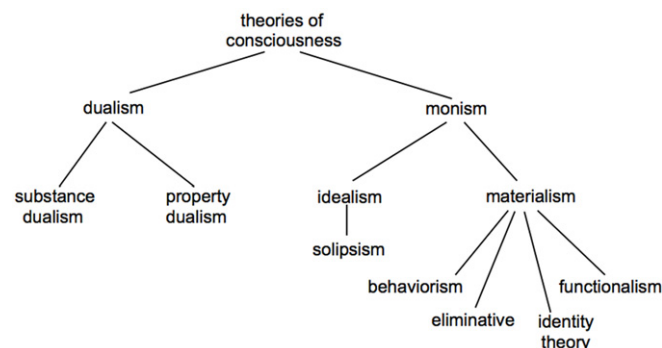 theories of
consciousness
dualism
monism
substance
dualism
property
dualism
idealism
materialism
solipsism
behaviorism
functionalism
eliminative
identity
theory